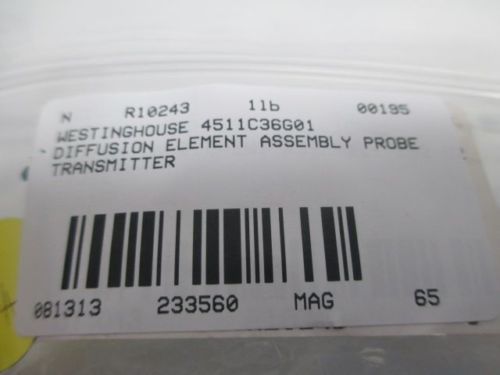 N R10243 1lb 00195
WESTINGHOUSE 4511C36G01
DIFFUSION ELEMENT ASSEMBLY PROBE
TRANSMITTER
081313 233560 MAG 65